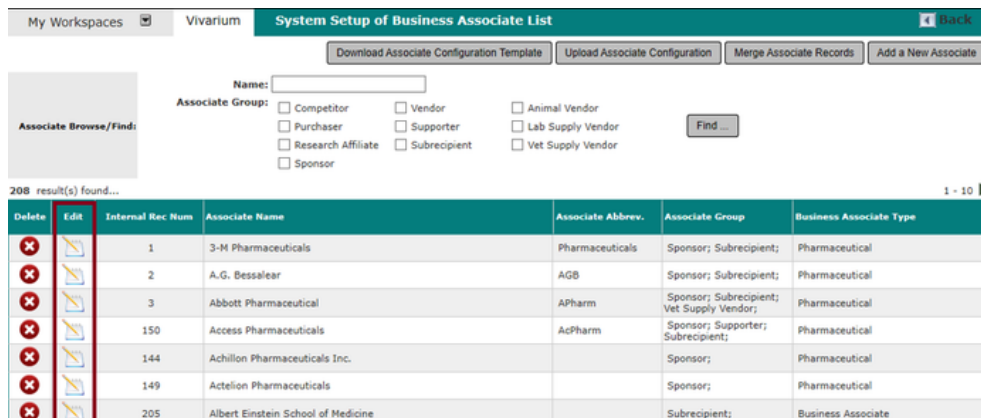 My Workspaces Vivarium System Setup of Business Associate List Back
Download Associate Configuration Template Upload Associate Configuration Merge Associate Records Add a New Associate
Name:
Associate Group: Competitor Vendor Animal Vendor
Associate Browse/Find: Purchaser Supporter Lab Supply Vendor Find ...
Research Affiliate Subrecipient Vet Supply Vendor
Sponsor
208 result(s) found... 1 - 10
Delete Edit Internal Rec Num Associate Name Associate Abbrev. Associate Group Business Associate Type
1 3-M Pharmaceuticals Pharmaceuticals Sponsor; Subrecipient; Pharmaceutical
2 A.G. Bessalear AGB Sponsor; Subrecipient; Pharmaceutical
3 Abbott Pharmaceutical APharm Sponsor; Subrecipient; Vet Supply Vendor; Pharmaceutical
150 Access Pharmaceuticals AcPharm Sponsor; Supporter; Subrecipient; Pharmaceutical
144 Achillon Pharmaceuticals Inc. Sponsor; Pharmaceutical
149 Actelion Pharmaceuticals Sponsor; Pharmaceutical
205 Albert Einstein School of Medicine Subrecipient; Business Associate